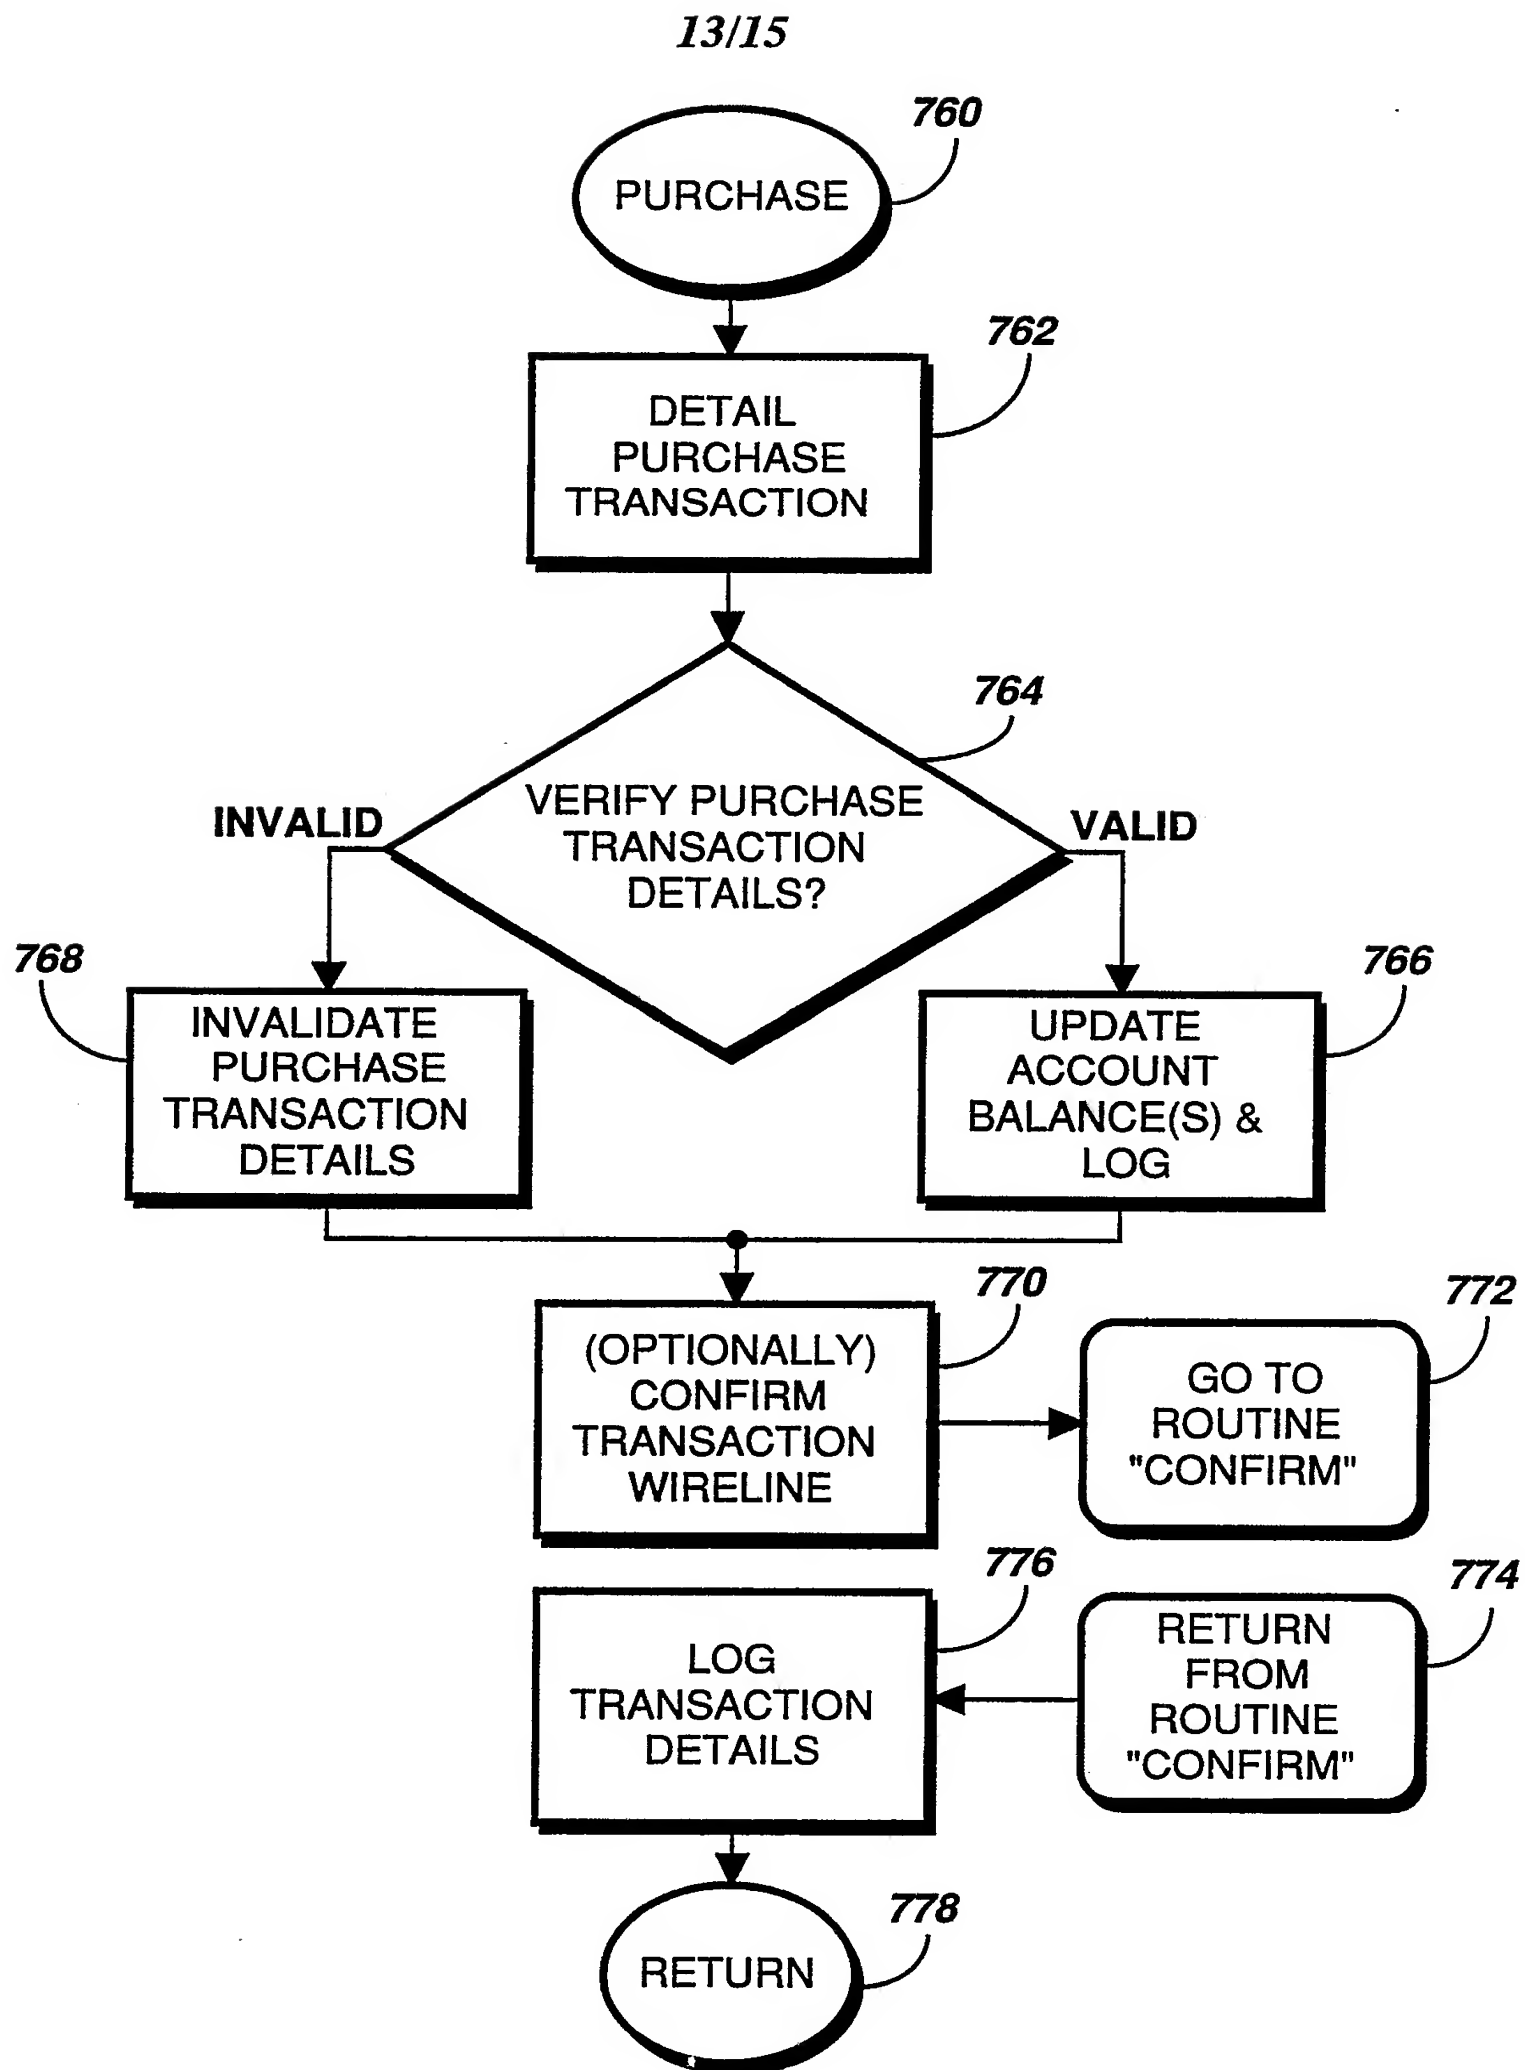 13/15
760
PURCHASE
762
DETAIL
PURCHASE
TRANSACTION
764
VERIFY PURCHASE
TRANSACTION
DETAILS?
INVALID
VALID
768
INVALIDATE
PURCHASE
TRANSACTION
DETAILS
766
UPDATE
ACCOUNT
BALANCE(S) &
LOG
770
(OPTIONALLY)
CONFIRM
TRANSACTION
WIRELINE
772
GO TO
ROUTINE
"CONFIRM"
776
LOG
TRANSACTION
DETAILS
774
RETURN
FROM
ROUTINE
"CONFIRM"
778
RETURN